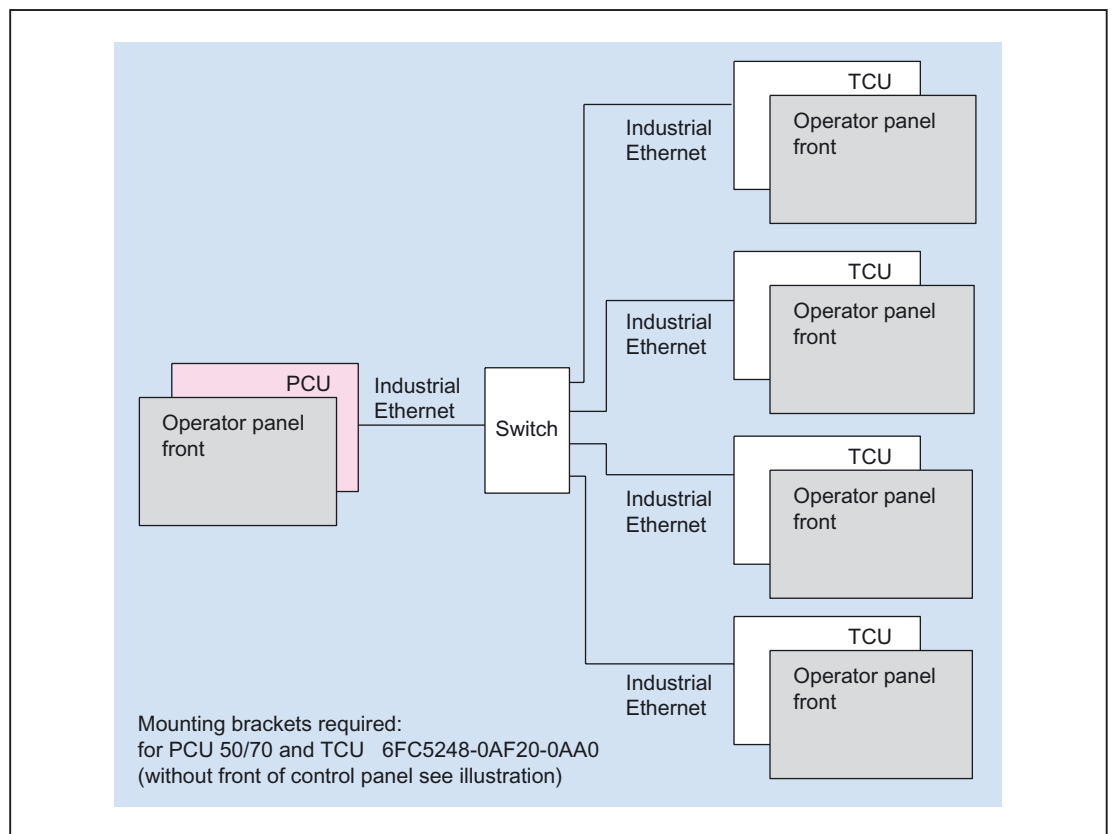 TCU
Operator panel
front
Industrial
Ethernet
TCU
Operator panel
front
Industrial
Ethernet
PCU
Operator panel
front
Industrial
Ethernet
Switch
TCU
Operator panel
front
Industrial
Ethernet
TCU
Operator panel
front
Industrial
Ethernet
Mounting brackets required:
for PCU 50/70 and TCU 6FC5248-0AF20-0AA0
(without front of control panel see illustration)